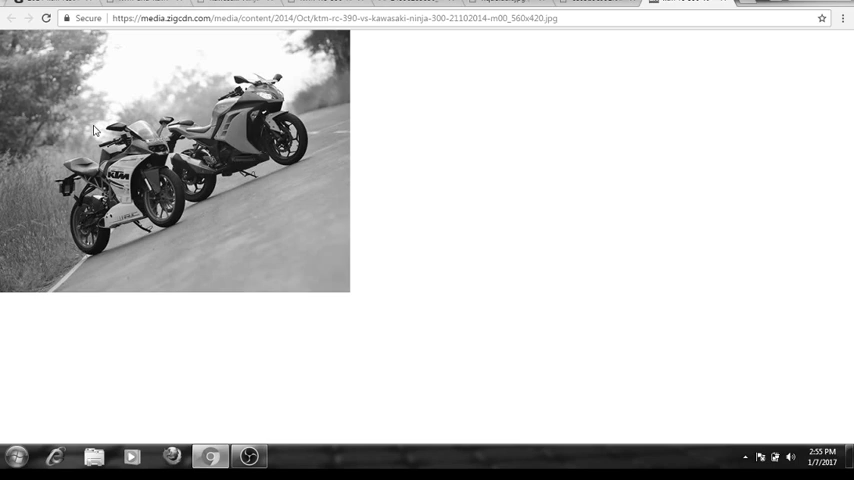 Secure
https://media.zigcdn.com/media/content/2014/Oct/ktm-rc-390-vs-kawasaki-ninja-300-21102014-m00_560x420.jpg
KTM
2:55 PM
1/7/2017